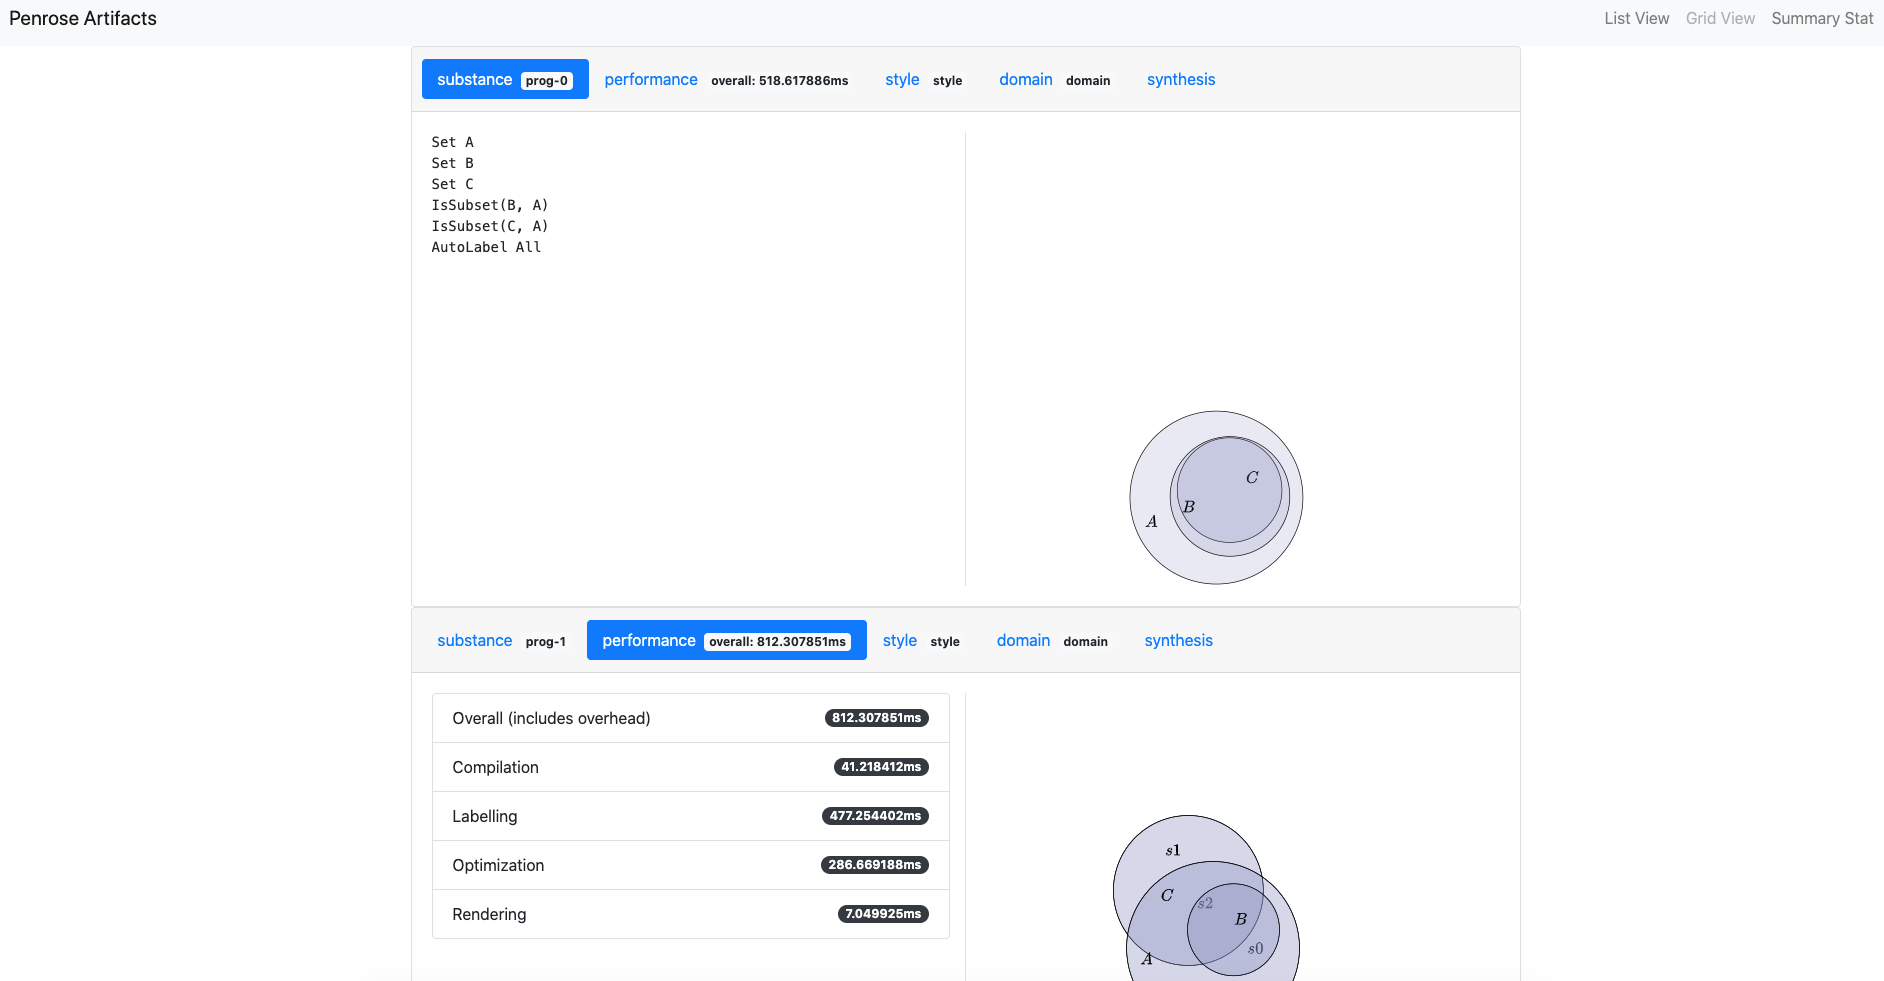 Penrose Artifacts List View Grid View Summary Stat
substance prog-0 performance overall: 518.617886ms style style domain domain synthesis
Set A
Set B
Set C
IsSubset(B, A)
IsSubset(C, A)
AutoLabel All
C
B
A
substance prog-1 performance overall: 812.307851ms style style domain domain synthesis
Overall (includes overhead) 812.307851ms
Compilation 41.218412ms
Labelling 477.254402ms
Optimization 286.669188ms
Rendering 7.049925ms
s1
C
s2
B
s0
A